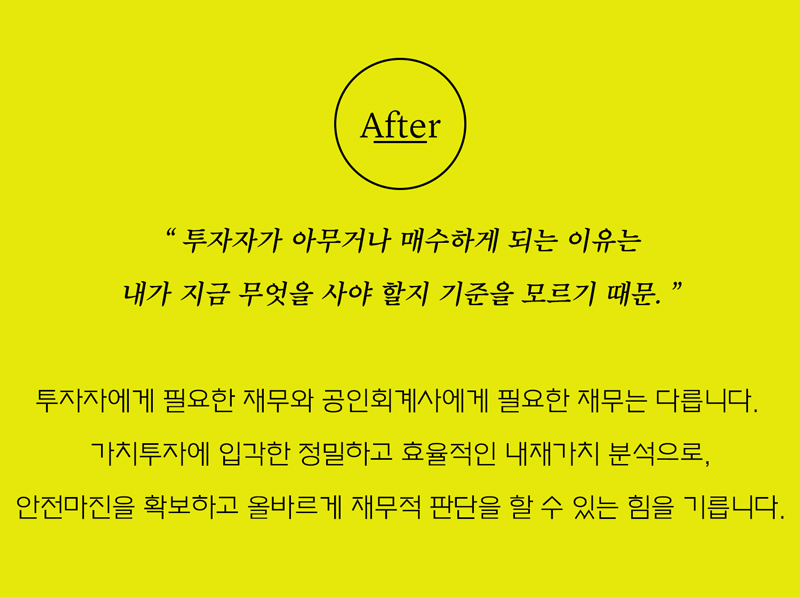 After
“ 투자자가 아무거나 매수하게 되는 이유는
내가 지금 무엇을 사야 할지 기준을 모르기 때문. ”
투자자에게 필요한 재무와 공인회계사에게 필요한 재무는 다릅니다.
가치투자에 입각한 정밀하고 효율적인 내재가치 분석으로,
안전마진을 확보하고 올바르게 재무적 판단을 할 수 있는 힘을 기릅니다.